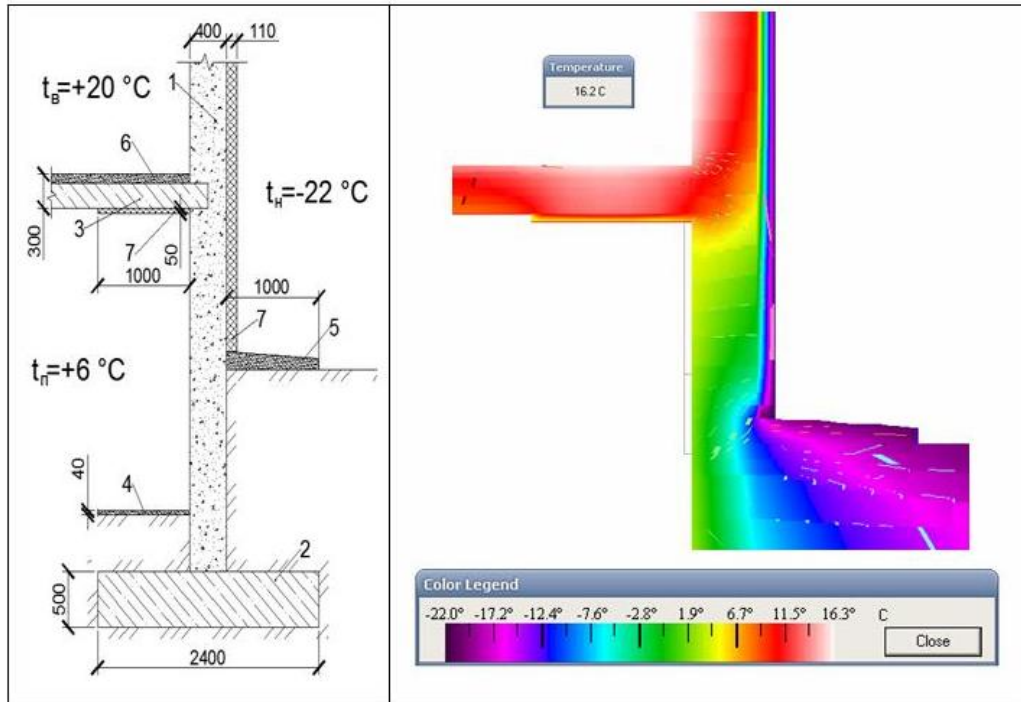 400
110
1
tв=+20 °C
6
tн=-22 °C
300
3
7
50
1000
1000
7
5
tп=+6 °C
40
4
2
500
2400
Temperature
16.2 C
Color Legend
-22.0° -17.2° -12.4° -7.6° -2.8° 1.9° 6.7° 11.5° 16.3° C
Close